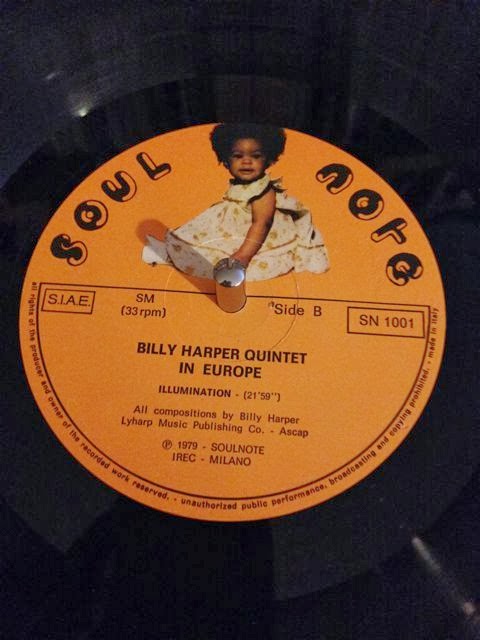 SOUL NOTE
S.I.A.E.
SM
(33 rpm)
Side B
SN 1001
BILLY HARPER QUINTET
IN EUROPE
ILLUMINATION - (21'59")
All compositions by Billy Harper
Lyharp Music Publishing Co. - Ascap
℗ 1979 - SOULNOTE
IREC - MILANO
all rights of the producer and owner of the recorded work reserved. - unauthorized public performance, broadcasting and copying prohibited. - made in italy